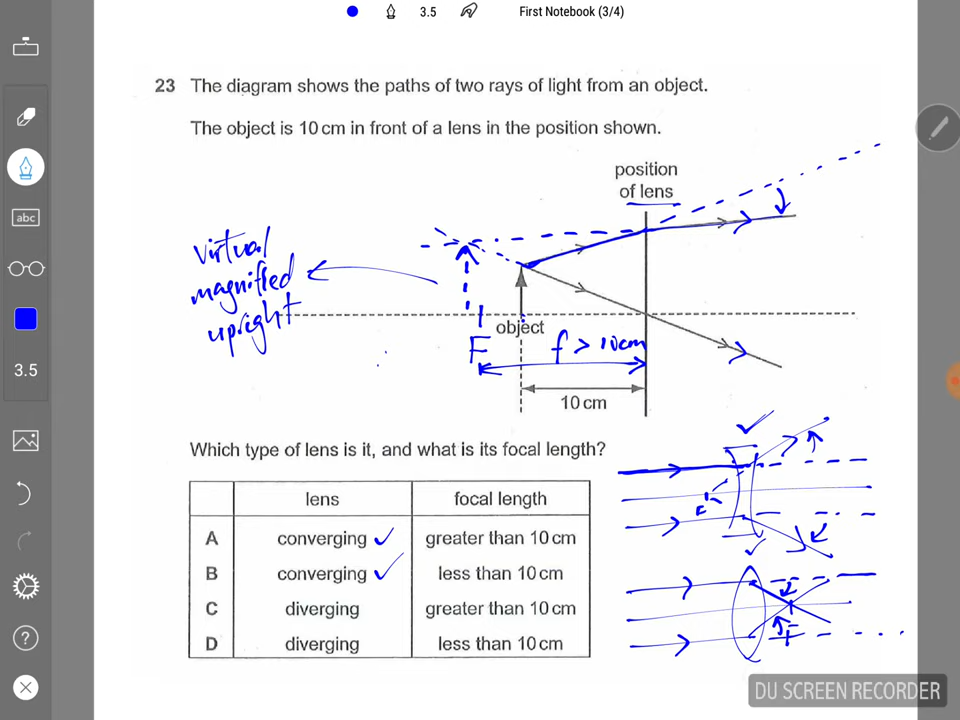 3.5
First Notebook (3/4)
23 The diagram shows the paths of two rays of light from an object.
The object is 10 cm in front of a lens in the position shown.
position
of lens
virtual
magnified
upright
object
F
f > 10cm
10 cm
abc
3.5
Which type of lens is it, and what is its focal length?
lens focal length
A converging ✓ greater than 10 cm
B converging ✓ less than 10 cm
C diverging greater than 10 cm
D diverging less than 10 cm
DU SCREEN RECORDER